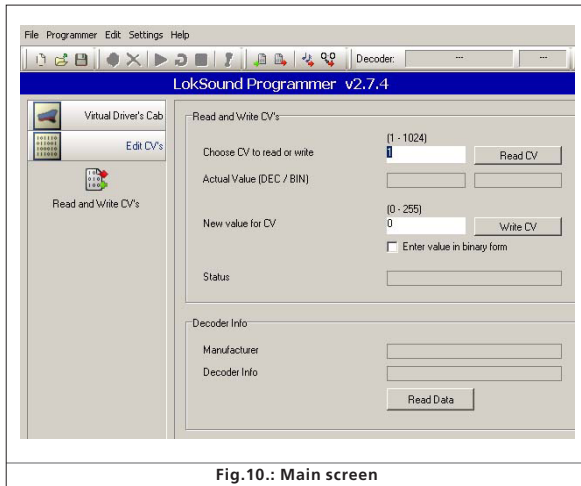 File Programmer Edit Settings Help
Decoder: --- ---
LokSound Programmer v2.7.4
Virtual Driver's Cab
Edit CV's
Read and Write CV's
Read and Write CV's
(1 - 1024)
Choose CV to read or write 1 Read CV
Actual Value (DEC / BIN)
(0 - 255)
New value for CV 0 Write CV
Enter value in binary form
Status
Decoder Info
Manufacturer
Decoder Info
Read Data
Fig.10.: Main screen